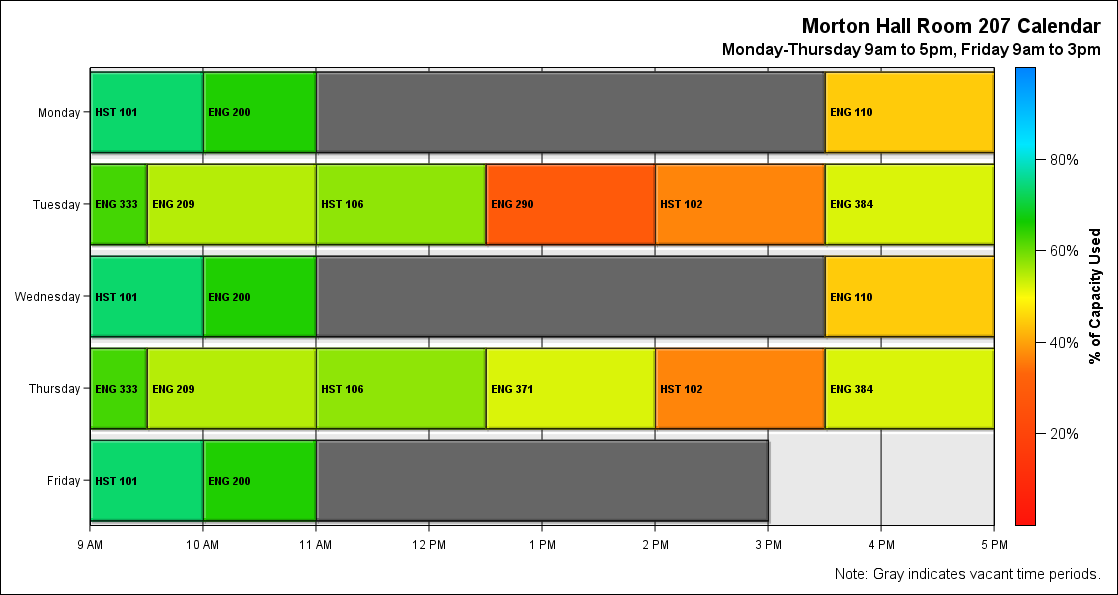 Morton Hall Room 207 Calendar
Monday-Thursday 9am to 5pm, Friday 9am to 3pm
Monday HST 101 ENG 200 ENG 110
Tuesday ENG 333 ENG 209 HST 106 ENG 290 HST 102 ENG 384
Wednesday HST 101 ENG 200 ENG 110
Thursday ENG 333 ENG 209 HST 106 ENG 371 HST 102 ENG 384
Friday HST 101 ENG 200
9 AM 10 AM 11 AM 12 PM 1 PM 2 PM 3 PM 4 PM 5 PM
80%
60%
40%
20%
% of Capacity Used
Note: Gray indicates vacant time periods.